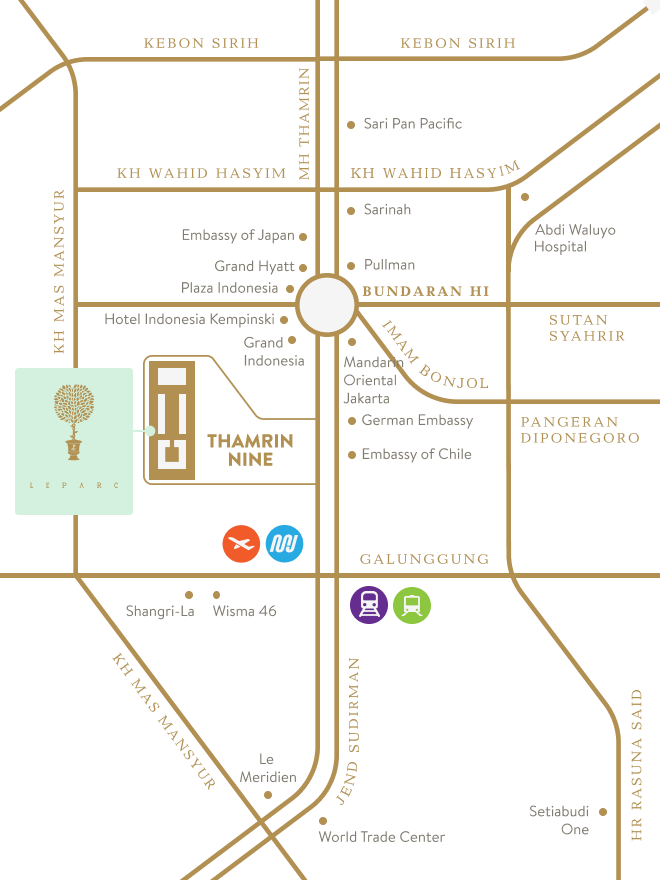 KEBON SIRIH
KEBON SIRIH
MH THAMRIN
Sari Pan Pacific
KH WAHID HASYIM
KH WAHID HASYIM
KH MAS MANSYUR
Sarinah
Embassy of Japan
Abdi Waluyo
Hospital
Grand Hyatt
Pullman
Plaza Indonesia
BUNDARAN HI
Hotel Indonesia Kempinski
SUTAN
SYAHRIR
IMAM BONJOL
Grand
Indonesia
Mandarin
Oriental
Jakarta
German Embassy
PANGERAN
DIPONEGORO
THAMRIN
NINE
Embassy of Chile
LEPARC
GALUNGGUNG
Shangri-La
Wisma 46
KH MAS MANSYUR
JEND SUDIRMAN
HR RASUNA SAID
Le
Meridien
Setiabudi
One
World Trade Center